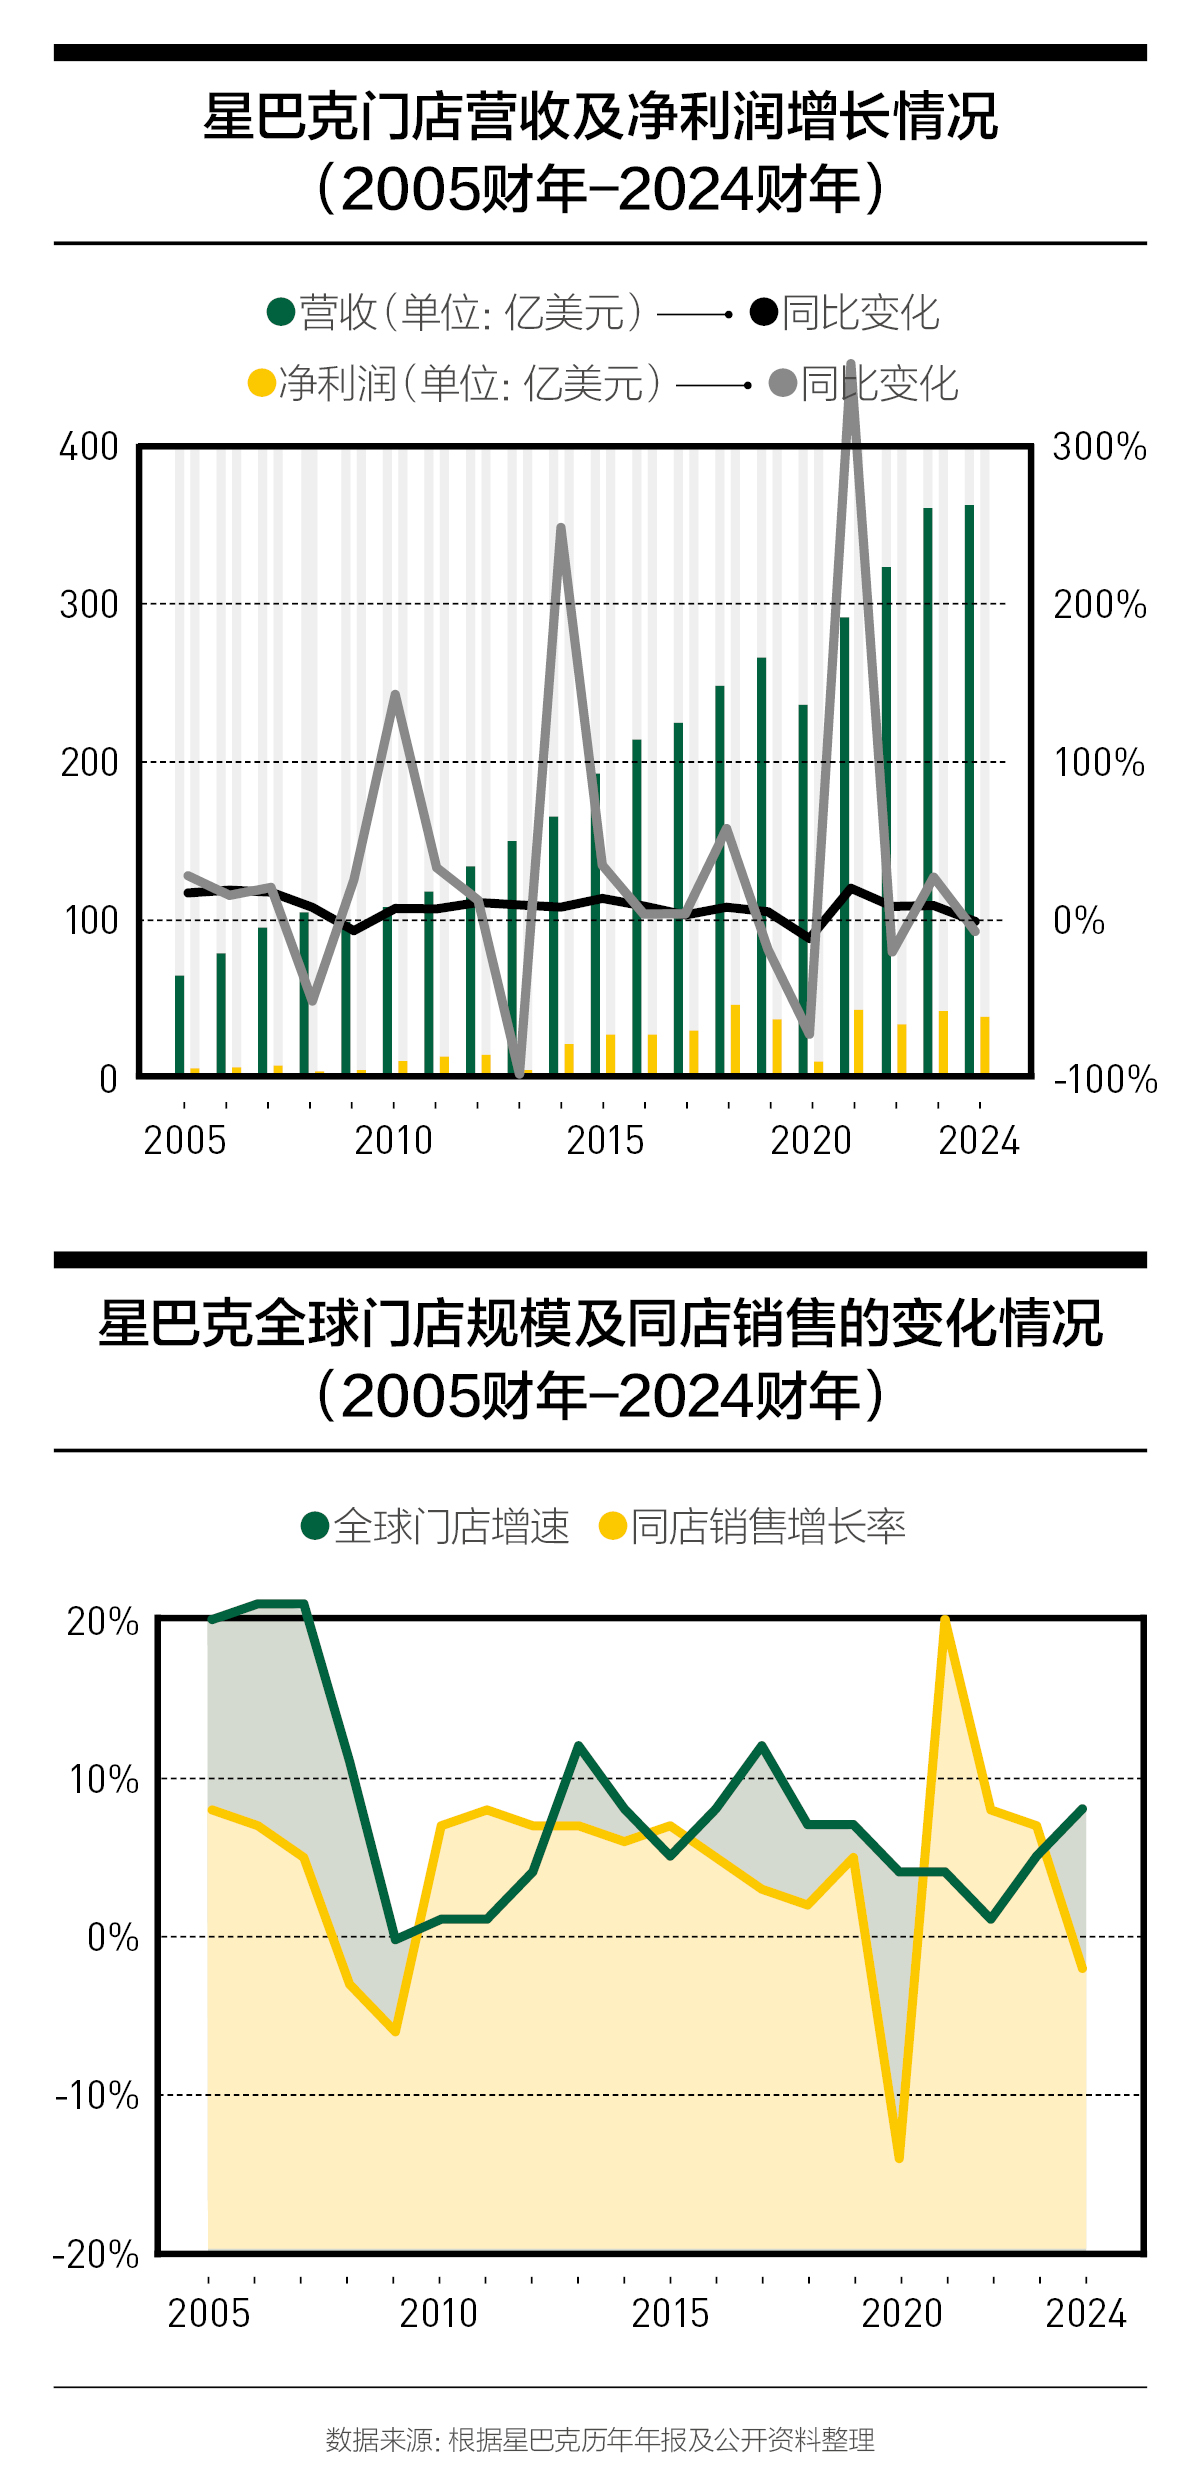 星巴克门店营收及净利润增长情况
（2005财年–2024财年）
营收（单位：亿美元） 同比变化
净利润（单位：亿美元） 同比变化
400 300%
300 200%
200 100%
100 0%
0 -100%
2005 2010 2015 2020 2024
星巴克全球门店规模及同店销售的变化情况
（2005财年–2024财年）
全球门店增速 同店销售增长率
20%
10%
0%
-10%
-20%
2005 2010 2015 2020 2024
数据来源：根据星巴克历年年报及公开资料整理